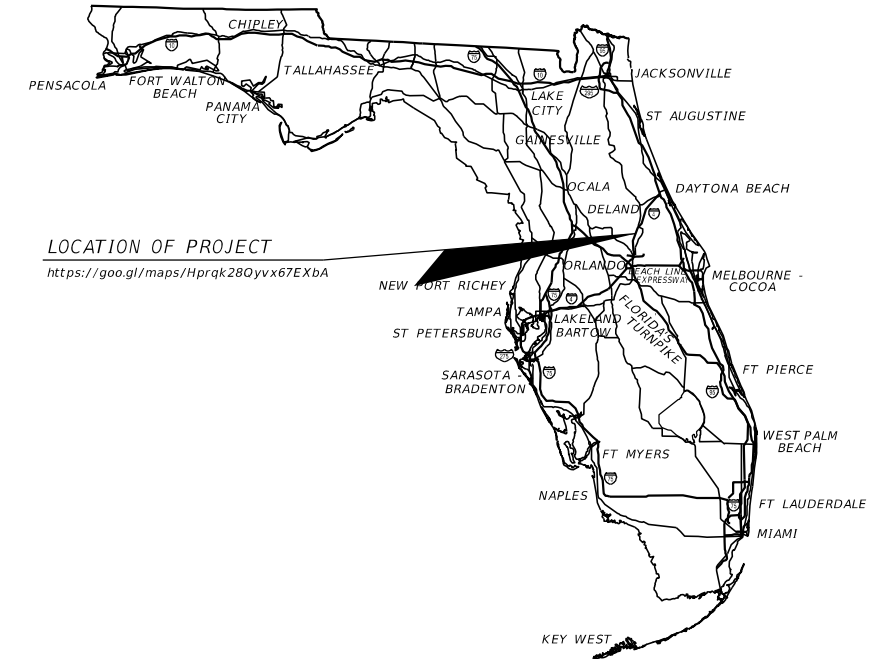 CHIPLEY
PENSACOLA
FORT WALTON
BEACH
TALLAHASSEE
PANAMA
CITY
JACKSONVILLE
LAKE
CITY
ST AUGUSTINE
GAINESVILLE
OCALA
DAYTONA BEACH
DELAND
LOCATION OF PROJECT
https://goo.gl/maps/Hprqk28Qyvx67EXbA
ORLANDO
BEACH LINE
EXPRESSWAY
MELBOURNE -
COCOA
NEW PORT RICHEY
TAMPA
LAKELAND
FLORIDA'S
TURNPIKE
ST PETERSBURG
BARTOW
SARASOTA -
BRADENTON
FT PIERCE
WEST PALM
BEACH
FT MYERS
NAPLES
FT LAUDERDALE
MIAMI
KEY WEST